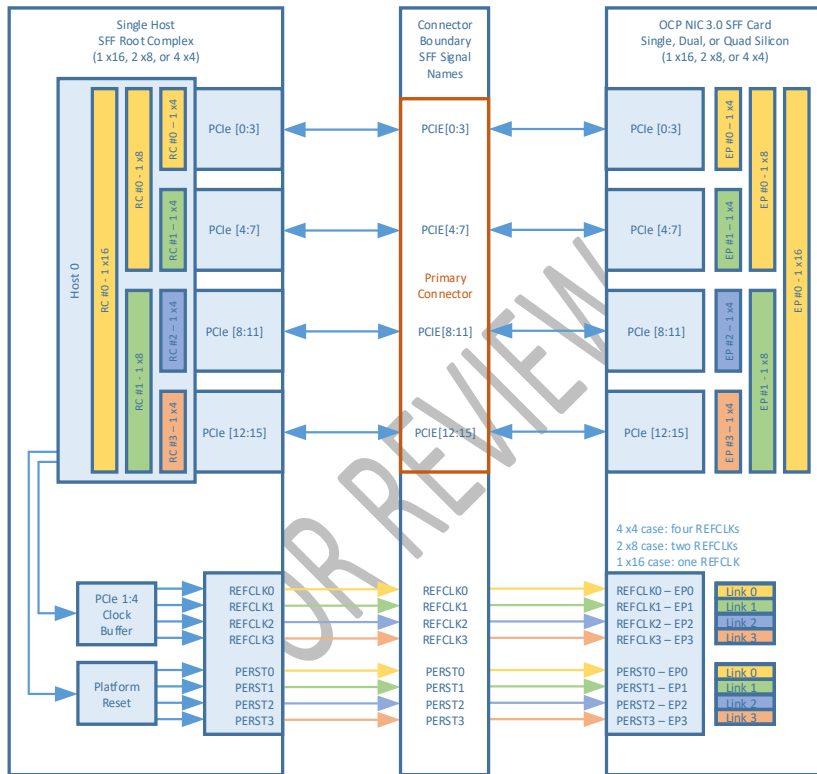 Single Host
SFF Root Complex
(1 x16, 2 x8, or 4 x4)
Host 0
RC #0 - 1 x16
RC #0 - 1 x8
RC #1 - 1 x8
RC #0 – 1 x4
RC #1 – 1 x4
RC #2 – 1 x4
RC #3 – 1 x4
PCIe [0:3]
PCIe [4:7]
PCIe [8:11]
PCIe [12:15]
PCIe 1:4
Clock
Buffer
Platform
Reset
REFCLK0
REFCLK1
REFCLK2
REFCLK3
PERST0
PERST1
PERST2
PERST3
Connector
Boundary
SFF Signal
Names
PCIE[0:3]
PCIE[4:7]
Primary
Connector
PCIE[8:11]
PCIE[12:15]
REFCLK0
REFCLK1
REFCLK2
REFCLK3
PERST0
PERST1
PERST2
PERST3
OCP NIC 3.0 SFF Card
Single, Dual, or Quad Silicon
(1 x16, 2 x8, or 4 x4)
PCIe [0:3]
PCIe [4:7]
PCIe [8:11]
PCIe [12:15]
EP #0 – 1 x4
EP #1 – 1 x4
EP #2 – 1 x4
EP #3 – 1 x4
EP #0 - 1 x8
EP #1 - 1 x8
EP #0 - 1 x16
4 x4 case: four REFCLKs
2 x8 case: two REFCLKs
1 x16 case: one REFCLK
REFCLK0 – EP0
REFCLK1 – EP1
REFCLK2 – EP2
REFCLK3 – EP3
PERST0 – EP0
PERST1 – EP1
PERST2 – EP2
PERST3 – EP3
Link 0
Link 1
Link 2
Link 3
Link 0
Link 1
Link 2
Link 3
OR REVIEW